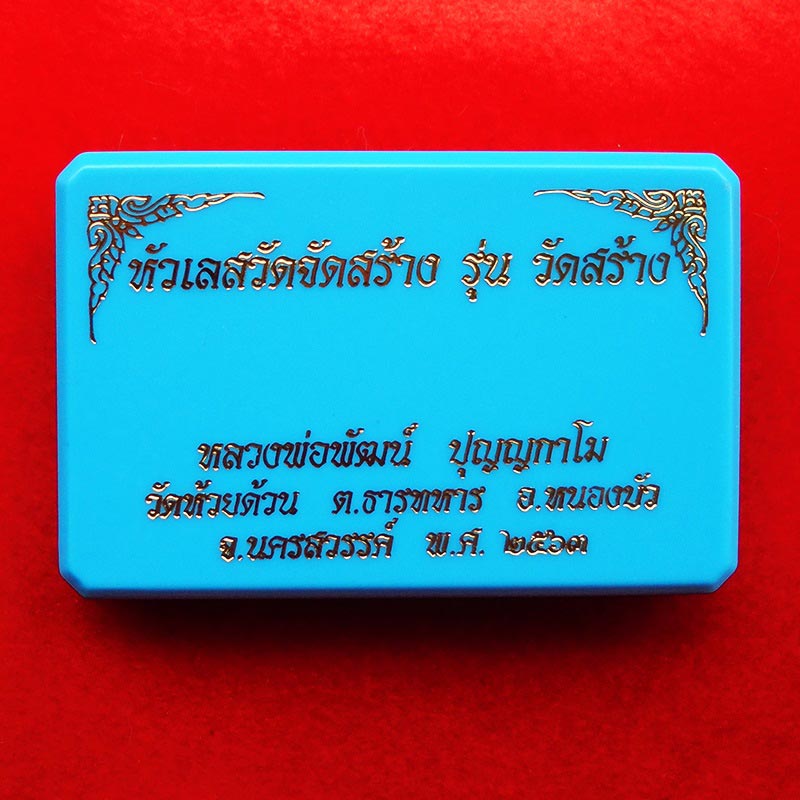 หัวเลสวัดจัดสร้าง รุ่น วัดสร้าง
หลวงพ่อพัฒน์ ปุญญกาโม
วัดห้วยด้วน ต.ธารทหาร อ.หนองบัว
จ.นครสวรรค์ พ.ศ. ๒๕๖๓